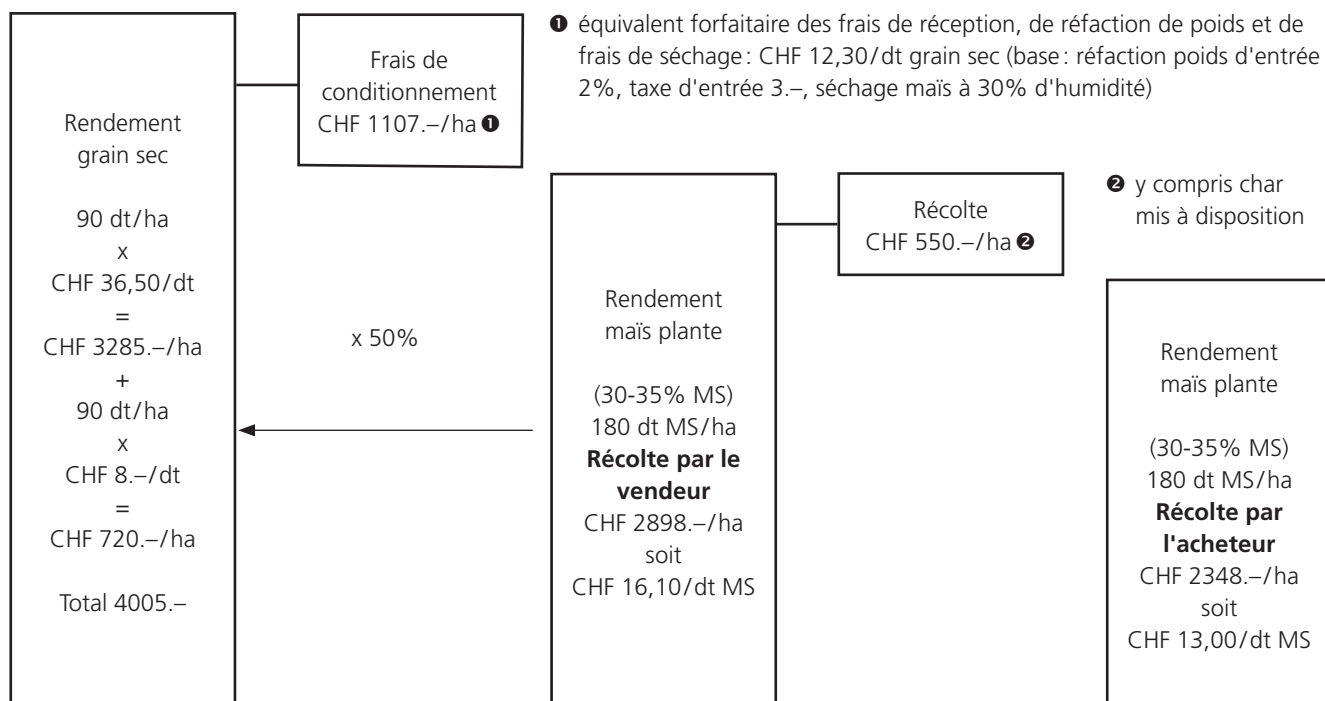 Rendement
grain sec
90 dt/ha
x
CHF 36,50/dt
=
CHF 3285.–/ha
+
90 dt/ha
x
CHF 8.–/dt
=
CHF 720.–/ha
Total 4005.–
Frais de
conditionnement
CHF 1107.–/ha ❶
❶ équivalent forfaitaire des frais de réception, de réfaction de poids et de
frais de séchage: CHF 12,30/dt grain sec (base: réfaction poids d'entrée
2%, taxe d'entrée 3.–, séchage maïs à 30% d'humidité)
x 50%
Rendement
maïs plante
(30-35% MS)
180 dt MS/ha
Récolte par le
vendeur
CHF 2898.–/ha
soit
CHF 16,10/dt MS
Récolte
CHF 550.–/ha ❷
❷ y compris char
mis à disposition
Rendement
maïs plante
(30-35% MS)
180 dt MS/ha
Récolte par
l'acheteur
CHF 2348.–/ha
soit
CHF 13,00/dt MS